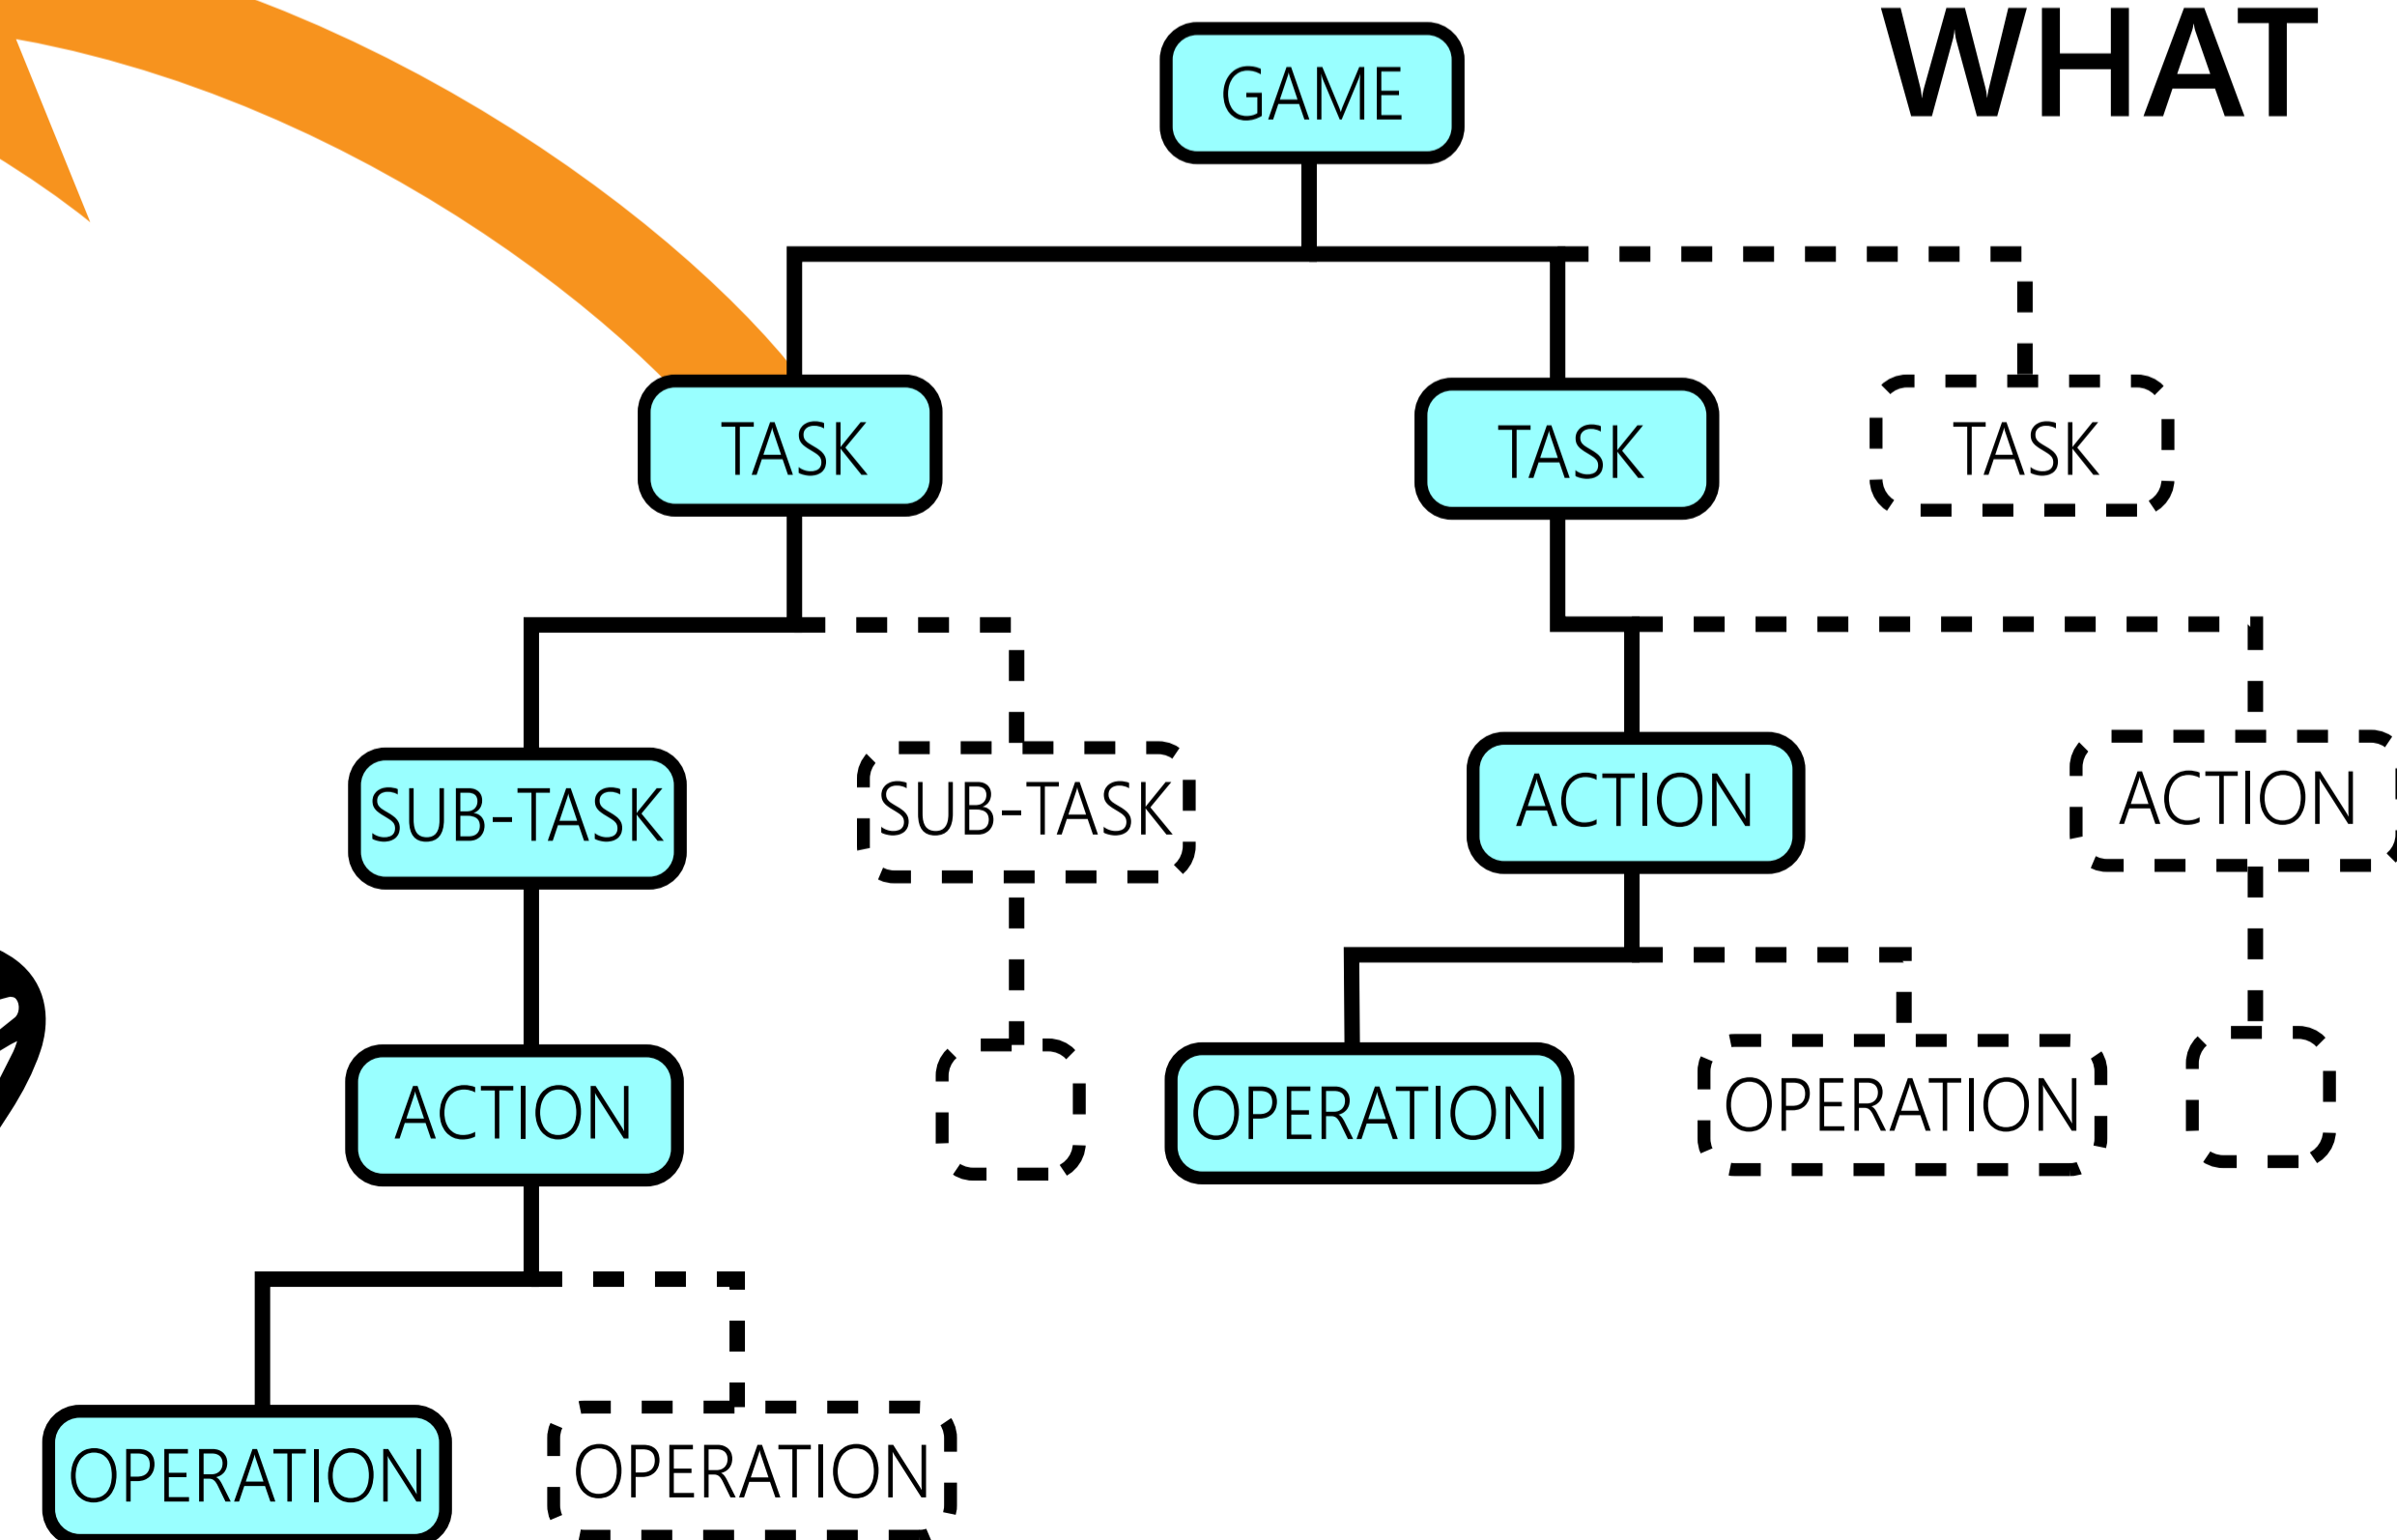 WHAT
GAME
TASK
TASK
TASK
SUB-TASK
SUB-TASK
ACTION
ACTION
ACTION
OPERATION
OPERATION
OPERATION
OPERATION